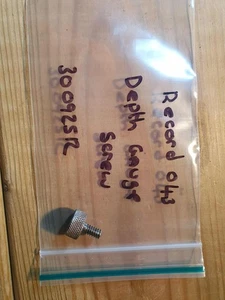 Record 043
Depth Gauge
Screw
300925R